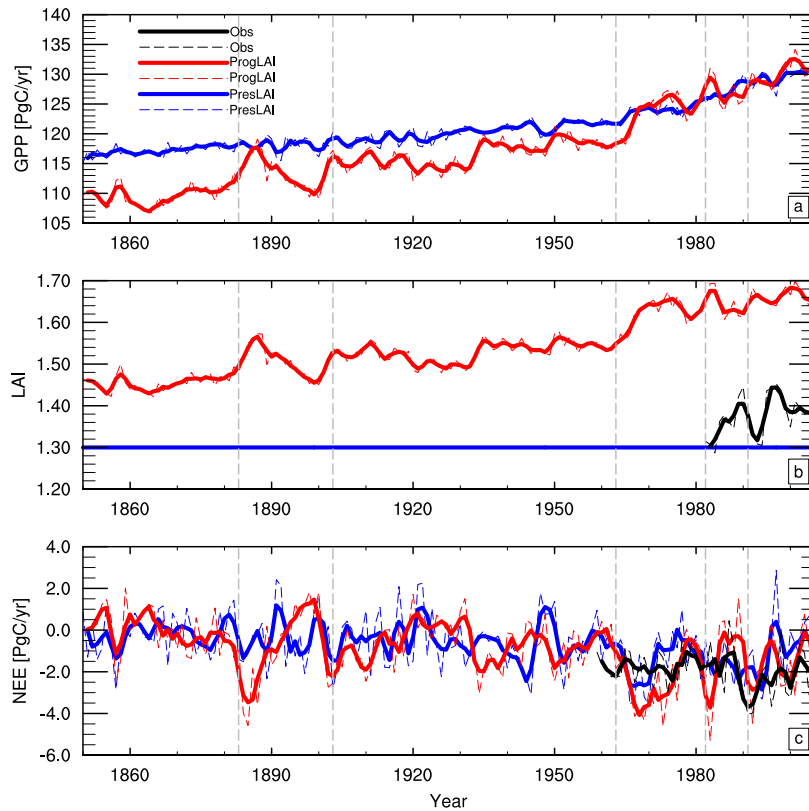 140
135
130
125
120
115
110
105
GPP [PgC/yr]
Obs
Obs
ProgLAI
ProgLAI
PresLAI
PresLAI
a
1860 1890 1920 1950 1980
1.70
1.60
1.50
1.40
1.30
1.20
LAI
b
1860 1890 1920 1950 1980
4.0
2.0
0.0
-2.0
-4.0
-6.0
NEE [PgC/yr]
c
1860 1890 1920 1950 1980
Year